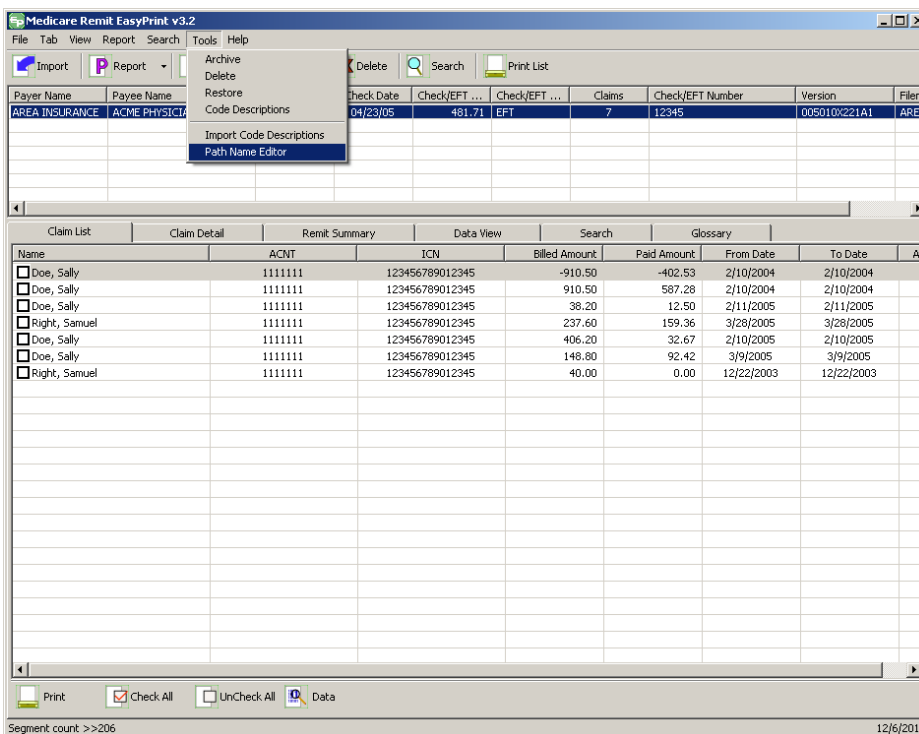 Medicare Remit EasyPrint v3.2
File Tab View Report Search Tools Help
Import Report Delete Search Print List
Archive
Delete
Restore
Code Descriptions
Import Code Descriptions
Path Name Editor
Payer Name Payee Name Check Date Check/EFT ... Check/EFT ... Claims Check/EFT Number Version
AREA INSURANCE ACME PHYSICIA 04/23/05 481.71 EFT 7 12345 005010X221A1 ARE
Claim List Claim Detail Remit Summary Data View Search Glossary
Name ACNT ICN Billed Amount Paid Amount From Date To Date A
Doe, Sally 1111111 123456789012345 -910.50 -402.53 2/10/2004 2/10/2004
Doe, Sally 1111111 123456789012345 910.50 587.28 2/10/2004 2/10/2004
Doe, Sally 1111111 123456789012345 38.20 12.50 2/11/2005 2/11/2005
Right, Samuel 1111111 123456789012345 237.60 159.36 3/28/2005 3/28/2005
Doe, Sally 1111111 123456789012345 406.20 32.67 2/10/2005 2/10/2005
Doe, Sally 1111111 123456789012345 148.80 92.42 3/9/2005 3/9/2005
Right, Samuel 1111111 123456789012345 40.00 0.00 12/22/2003 12/22/2003
Print Check All UnCheck All Data
Segment count >>206 12/6/201